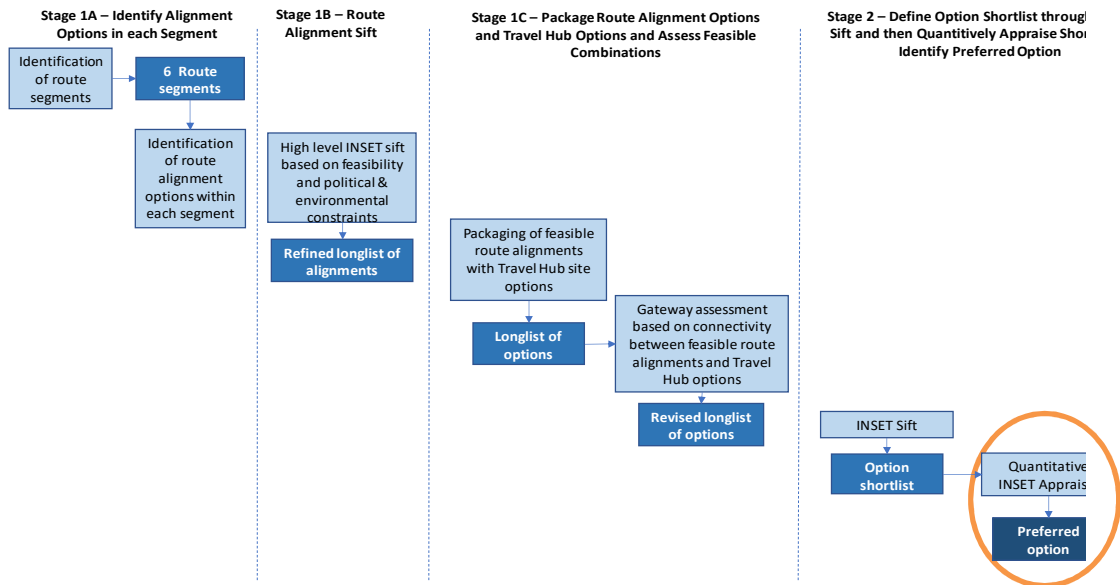 Stage 1A – Identify Alignment
Options in each Segment
Stage 1B – Route
Alignment Sift
Stage 1C – Package Route Alignment Options
and Travel Hub Options and Assess Feasible
Combinations
Stage 2 – Define Option Shortlist through
Sift and then Quantitively Appraise Shor
Identify Preferred Option
Identification
of route
segments
6 Route
segments
Identification
of route
alignment
options within
each segment
High level INSET sift
based on feasibility
and political &
environmental
constraints
Refined longlist of
alignments
Packaging of feasible
route alignments
with Travel Hub site
options
Longlist of
options
Gateway assessment
based on connectivity
between feasible route
alignments and Travel
Hub options
Revised longlist
of options
INSET Sift
Option
shortlist
Quantitative
INSET Apprais
Preferred
option